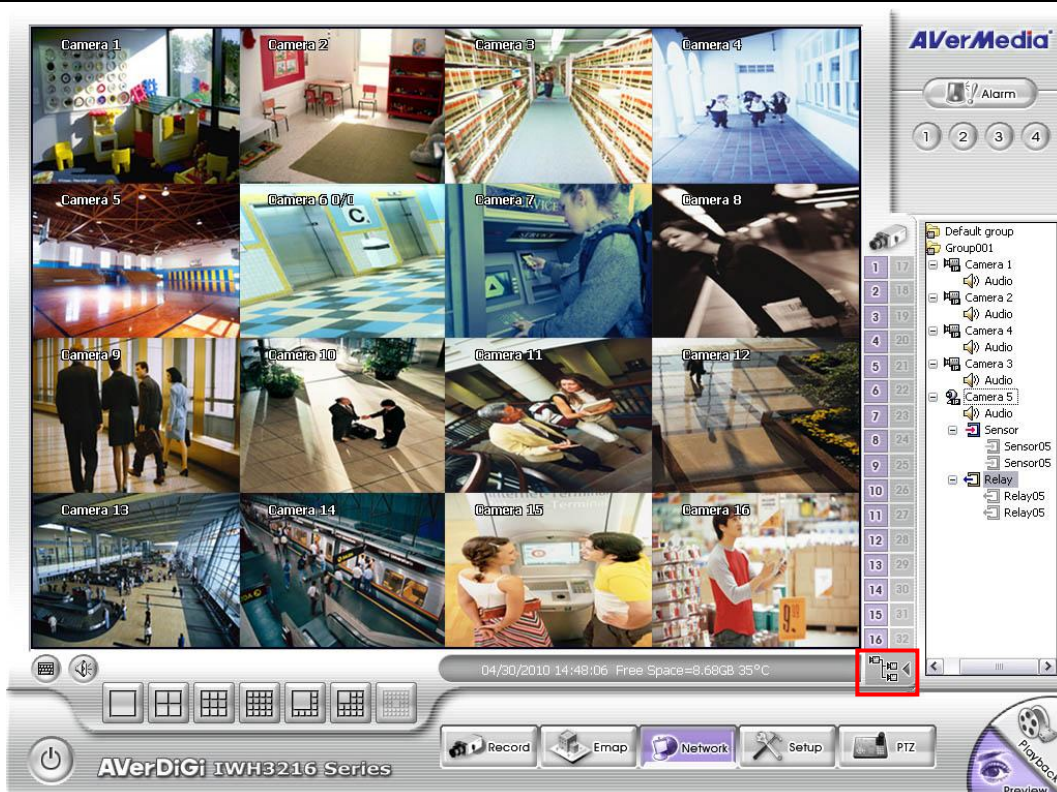 Camera 1
Camera 2
Camera 3
Camera 4
Camera 5
Camera 6 O/C
C.
Camera 7
SERVICE
SERVICE
Camera 8
Camera 9
Camera 10
Camera 11
Camera 12
Camera 13
Camera 14
Camera 15
Internet-Terminal
Camera 16
AVerMedia
Alarm
1 2 3 4
1 17
2 18
3 19
4 20
5 21
6 22
7 23
8 24
9 25
10 26
11 27
12 28
13 29
14 30
15 31
16 32
Default group
Group001
Camera 1
Audio
Camera 2
Audio
Camera 4
Audio
Camera 3
Audio
Camera 5
Audio
Sensor
Sensor05
Sensor05
Relay
Relay05
Relay05
04/30/2010 14:48:06 Free Space=8.68GB 35°C
Record
Emap
Network
Setup
PTZ
Playback
Preview
AVerDiGi IWH3216 Series